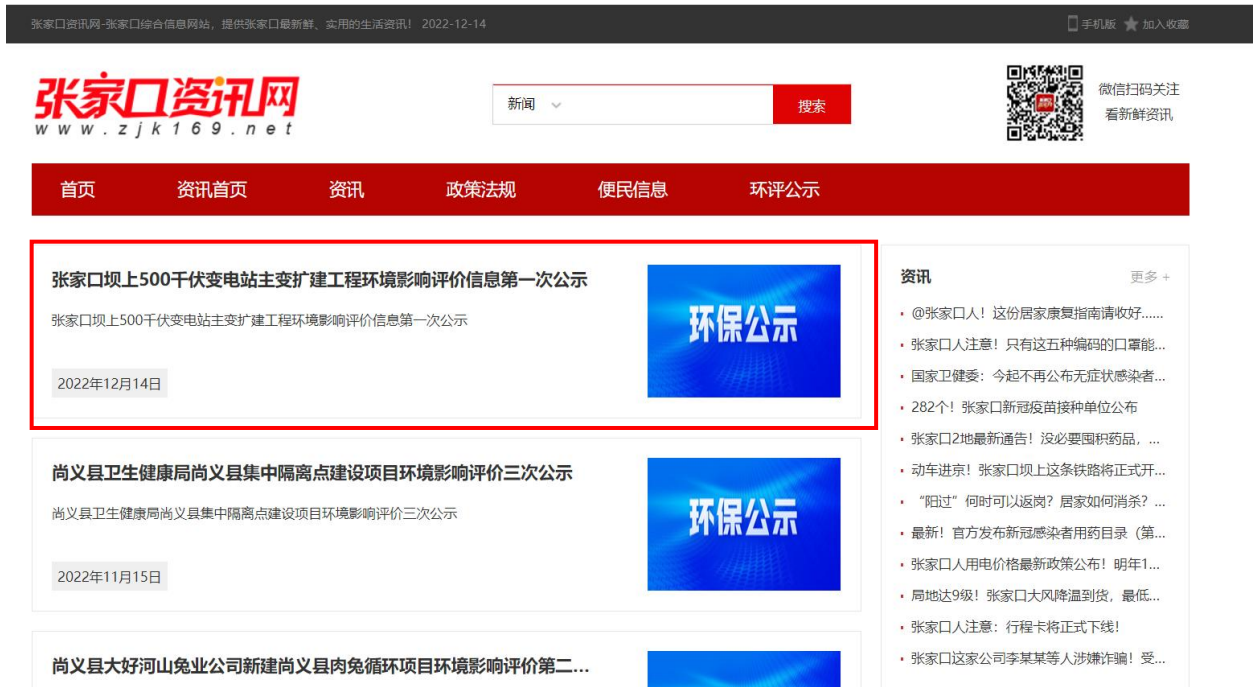 张家口资讯网-张家口综合信息网站，提供张家口最新鲜、实用的生活资讯！ 2022-12-14
手机版 加入收藏
张家口资讯网
www.zjk169.net
新闻 搜索
微信扫码关注
看新鲜资讯
首页 资讯首页 资讯 政策法规 便民信息 环评公示
张家口坝上500千伏变电站主变扩建工程环境影响评价信息第一次公示
张家口坝上500千伏变电站主变扩建工程环境影响评价信息第一次公示
2022年12月14日
环保公示
尚义县卫生健康局尚义县集中隔离点建设项目环境影响评价三次公示
尚义县卫生健康局尚义县集中隔离点建设项目环境影响评价三次公示
2022年11月15日
环保公示
尚义县大好河山兔业公司新建尚义县肉兔循环项目环境影响评价第二...
资讯 更多 +
@张家口人！这份居家康复指南请收好......
张家口人注意！只有这五种编码的口罩能...
国家卫健委：今起不再公布无症状感染者...
282个！张家口新冠疫苗接种单位公布
张家口2地最新通告！没必要囤积药品，...
动车进京！张家口坝上这条铁路将正式开...
“阳过”何时可以返岗？居家如何消杀？...
最新！官方发布新冠感染者用药目录（第...
张家口人用电价格最新政策公布！明年1...
局地达9级！张家口大风降温到货，最低...
张家口人注意：行程卡将正式下线！
张家口这家公司李某某等人涉嫌诈骗！受...